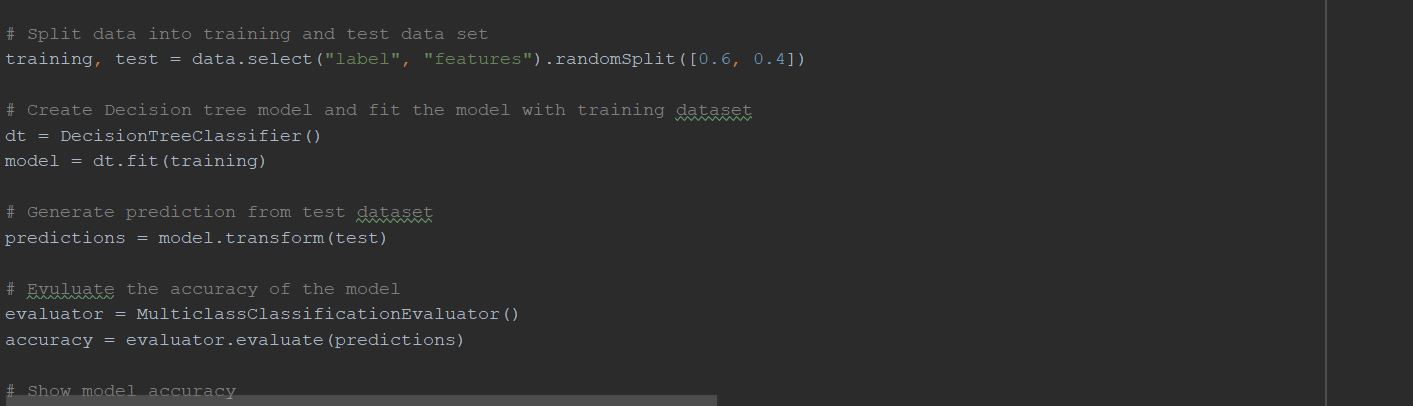 # Split data into training and test data set
training, test = data.select("label", "features").randomSplit([0.6, 0.4])
# Create Decision tree model and fit the model with training dataset
dt = DecisionTreeClassifier()
model = dt.fit(training)
# Generate prediction from test dataset
predictions = model.transform(test)
# Evuluate the accuracy of the model
evaluator = MulticlassClassificationEvaluator()
accuracy = evaluator.evaluate(predictions)
# Show model accuracy